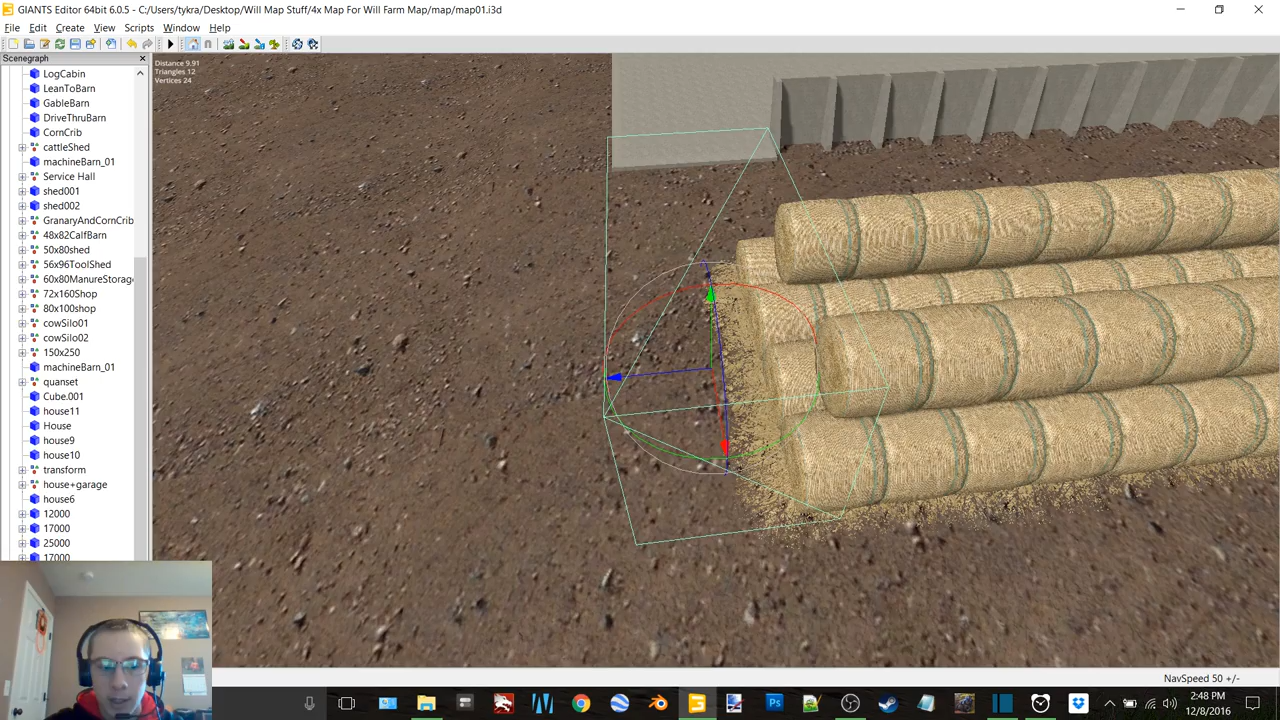 GIANTS Editor 64bit 6.0.5 - C:/Users/tykra/Desktop/Will Map Stuff/4x Map For Will Farm Map/map/map01.i3d
File Edit Create View Scripts Window Help
Scenegraph
Distance 9.91
Triangles 12
Vertices 24
LogCabin
LeanToBarn
GableBarn
DriveThruBarn
CornCrib
cattleShed
machineBarn_01
Service Hall
shed001
shed002
GranaryAndCornCrib
48x82CalfBarn
50x80shed
56x96ToolShed
60x80ManureStorage
72x160Shop
80x100shop
cowSilo01
cowSilo02
150x250
machineBarn_01
quanset
Cube.001
house11
House
house9
house10
transform
house+garage
house6
12000
17000
25000
17000
NavSpeed 50 +/-
2:48 PM
12/8/2016